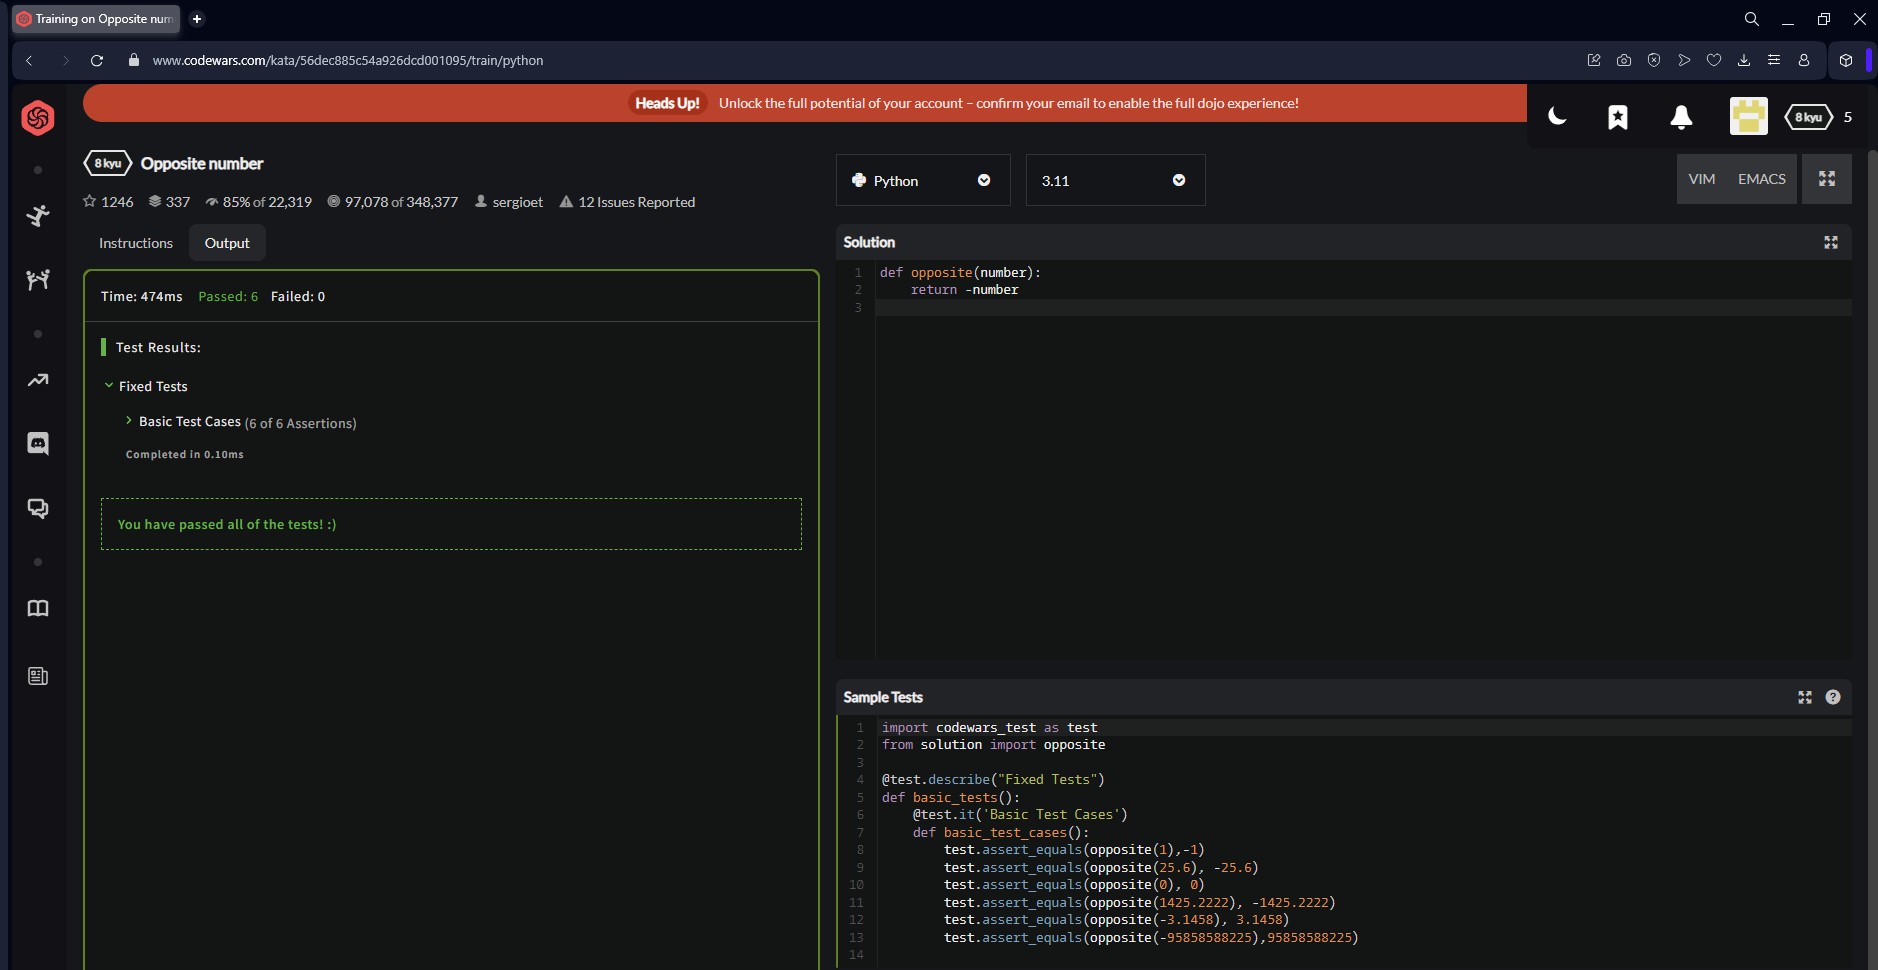 Training on Opposite num
www.codewars.com/kata/56dec885c54a926dcd001095/train/python
Heads Up! Unlock the full potential of your account – confirm your email to enable the full dojo experience!
8 kyu 5
8 kyu Opposite number
1246 337 85% of 22,319 97,078 of 348,377 sergioet 12 Issues Reported
Instructions Output
Time: 474ms Passed: 6 Failed: 0
Test Results:
Fixed Tests
Basic Test Cases (6 of 6 Assertions)
Completed in 0.10ms
You have passed all of the tests! :)
Python 3.11 VIM EMACS
Solution
1 def opposite(number):
2 return -number
3
Sample Tests ?
1 import codewars_test as test
2 from solution import opposite
3
4 @test.describe("Fixed Tests")
5 def basic_tests():
6 @test.it('Basic Test Cases')
7 def basic_test_cases():
8 test.assert_equals(opposite(1),-1)
9 test.assert_equals(opposite(25.6), -25.6)
10 test.assert_equals(opposite(0), 0)
11 test.assert_equals(opposite(1425.2222), -1425.2222)
12 test.assert_equals(opposite(-3.1458), 3.1458)
13 test.assert_equals(opposite(-95858588225),95858588225)
14